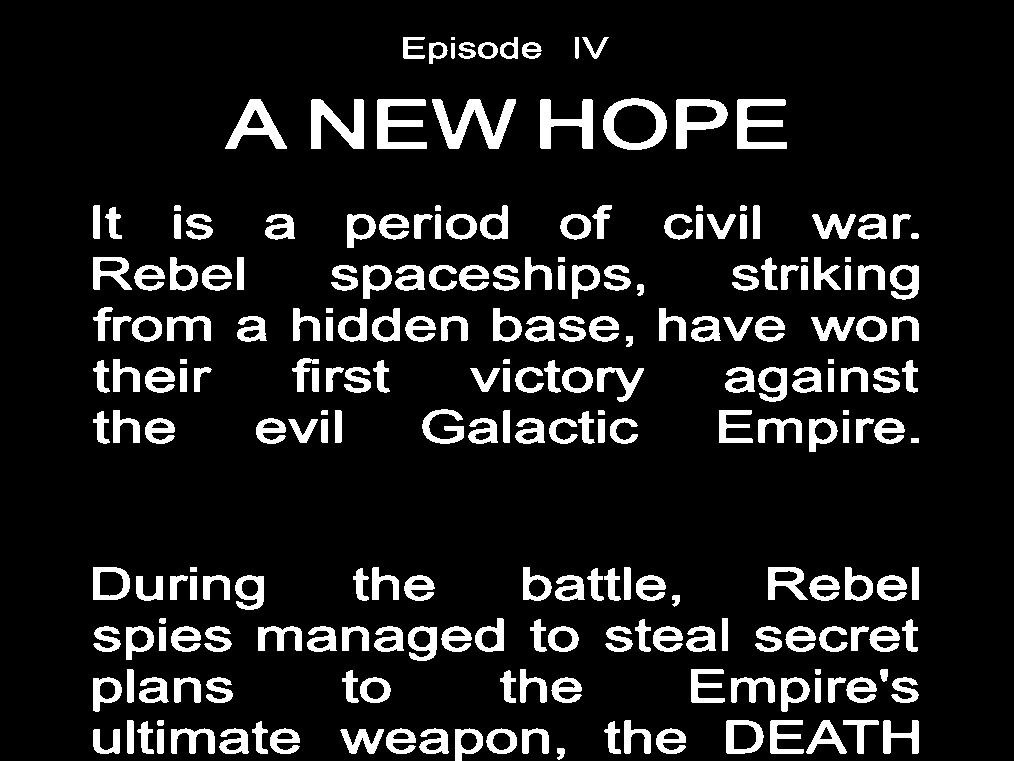 Episode IV
A NEW HOPE
It is a period of civil war.
Rebel spaceships, striking
from a hidden base, have won
their first victory against
the evil Galactic Empire.
During the battle, Rebel
spies managed to steal secret
plans to the Empire's
ultimate weapon, the DEATH